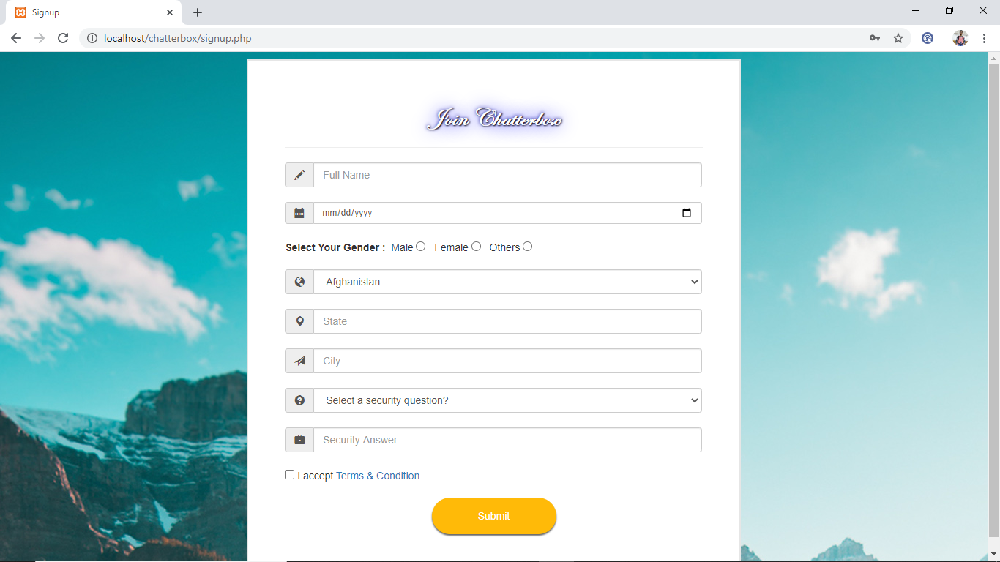 Signup
localhost/chatterbox/signup.php
Join Chatterbox
Full Name
mm/dd/yyyy
Select Your Gender : Male Female Others
Afghanistan
State
City
Select a security question?
Security Answer
I accept Terms & Condition
Submit